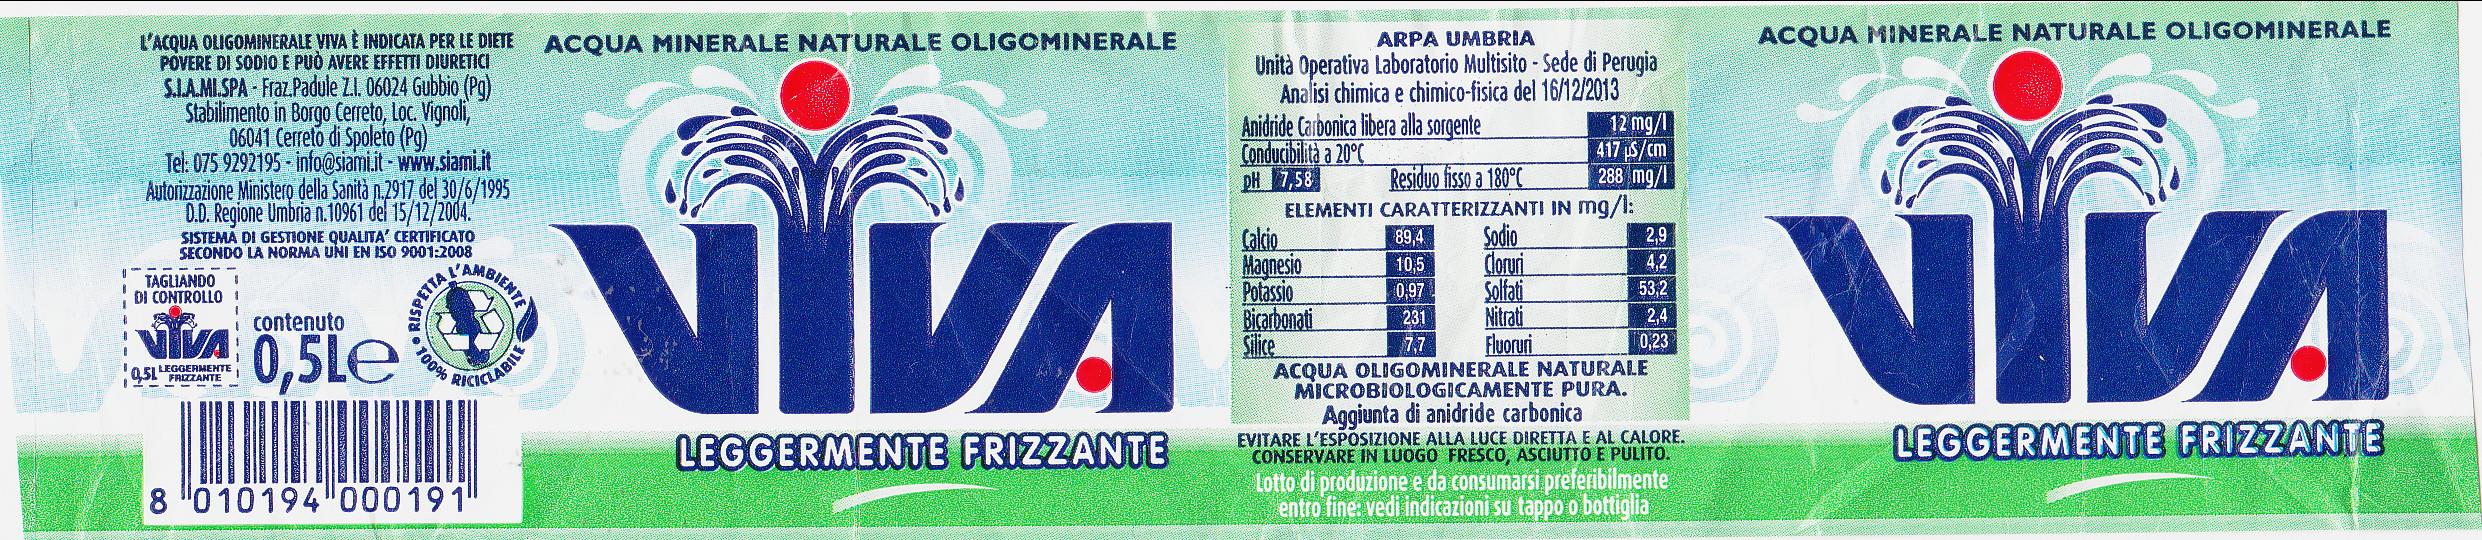 L'ACQUA OLIGOMINERALE VIVA È INDICATA PER LE DIETE
POVERE DI SODIO E PUÒ AVERE EFFETTI DIURETICI
S.I.A.MI.SPA - Fraz.Padule Z.I. 06024 Gubbio (Pg)
Stabilimento in Borgo Cerreto, Loc. Vignoli,
06041 Cerreto di Spoleto (Pg)
Tel: 075 9292195 - info@siami.it - www.siami.it
Autorizzazione Ministero della Sanità n.2917 del 30/6/1995
D.D. Regione Umbria n.10961 del 15/12/2004.
SISTEMA DI GESTIONE QUALITA' CERTIFICATO
SECONDO LA NORMA UNI EN ISO 9001:2008
TAGLIANDO
DI CONTROLLO
VIVA
0,5L LEGGERMENTE
FRIZZANTE
contenuto
0,5L e
RISPETTA L'AMBIENTE
• 100% RICICLABILE
8 010194 000191
ACQUA MINERALE NATURALE OLIGOMINERALE
VIVA
LEGGERMENTE FRIZZANTE
ARPA UMBRIA
Unità Operativa Laboratorio Multisito - Sede di Perugia
Analisi chimica e chimico-fisica del 16/12/2013
Anidride Carbonica libera alla sorgente 12 mg/l
Conducibilità a 20°C 417 µS/cm
pH 7,58 Residuo fisso a 180°C 288 mg/l
ELEMENTI CARATTERIZZANTI IN mg/l:
Calcio 89,4 Sodio 2,9
Magnesio 10,5 Cloruri 4,2
Potassio 0,97 Solfati 53,2
Bicarbonati 231 Nitrati 2,4
Silice 7,7 Fluoruri 0,23
ACQUA OLIGOMINERALE NATURALE
MICROBIOLOGICAMENTE PURA.
Aggiunta di anidride carbonica
EVITARE L'ESPOSIZIONE ALLA LUCE DIRETTA E AL CALORE.
CONSERVARE IN LUOGO FRESCO, ASCIUTTO E PULITO.
Lotto di produzione e da consumarsi preferibilmente
entro fine: vedi indicazioni su tappo o bottiglia
ACQUA MINERALE NATURALE OLIGOMINERALE
VIVA
LEGGERMENTE FRIZZANTE